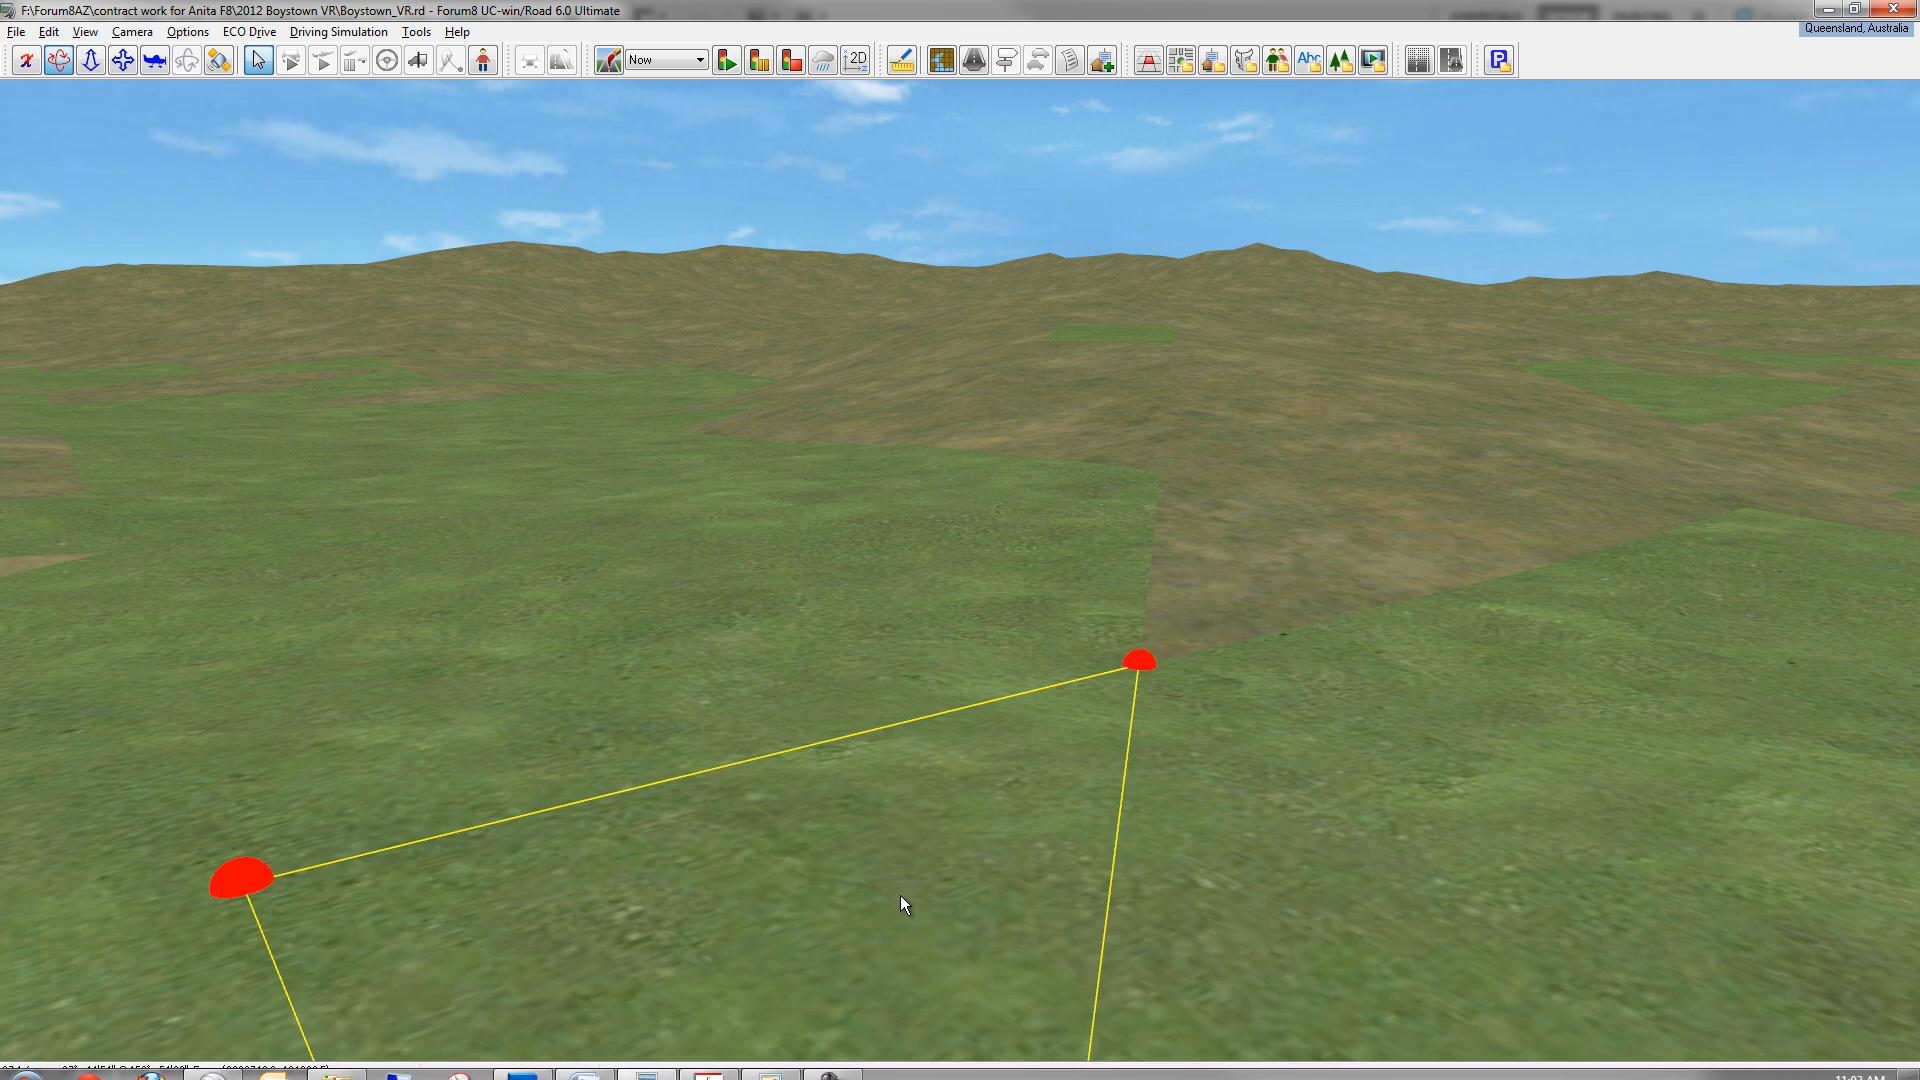 F:\Forum8AZ\contract work for Anita F8\2012 Boystown VR\Boystown_VR.rd - Forum8 UC-win/Road 6.0 Ultimate
File Edit View Camera Options ECO Drive Driving Simulation Tools Help
Queensland, Australia
Now
2D
Abc
P